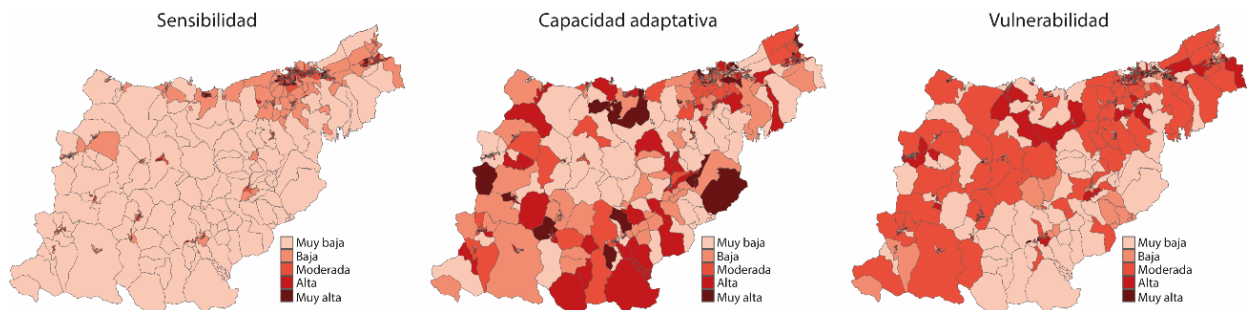 Sensibilidad
Muy baja
Baja
Moderada
Alta
Muy alta
Capacidad adaptativa
Muy baja
Baja
Moderada
Alta
Muy alta
Vulnerabilidad
Muy baja
Baja
Moderada
Alta
Muy alta